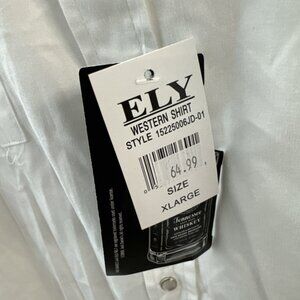 ELY
WESTERN SHIRT
STYLE 15225006JD-01
64.99
SIZE
XLARGE
Tennessee
WHISKEY